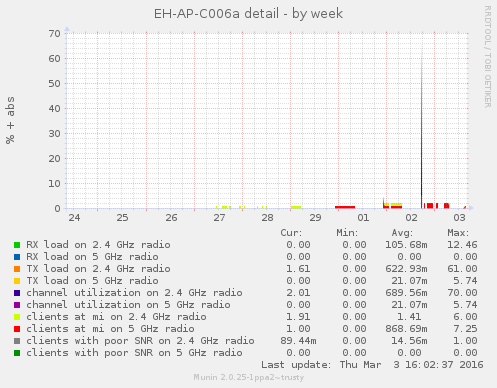 EH-AP-C006a detail - by week
RRDTOOL / TOBI OETIKER
% + abs
70
60
50
40
30
20
10
0
24 25 26 27 28 29 01 02 03
Cur: Min: Avg: Max:
RX load on 2.4 GHz radio 0.00 0.00 105.68m 12.46
RX load on 5 GHz radio 0.00 0.00 0.00 0.00
TX load on 2.4 GHz radio 1.61 0.00 622.93m 61.00
TX load on 5 GHz radio 0.00 0.00 21.07m 5.74
channel utilization on 2.4 GHz radio 2.01 0.00 689.56m 70.00
channel utilization on 5 GHz radio 0.00 0.00 21.07m 5.74
clients at mi on 2.4 GHz radio 1.91 0.00 1.41 6.00
clients at mi on 5 GHz radio 1.00 0.00 868.69m 7.25
clients with poor SNR on 2.4 GHz radio 89.44m 0.00 14.56m 1.00
clients with poor SNR on 5 GHz radio 0.00 0.00 0.00 0.00
Last update: Thu Mar 3 16:02:37 2016
Munin 2.0.25-1ppa2~trusty